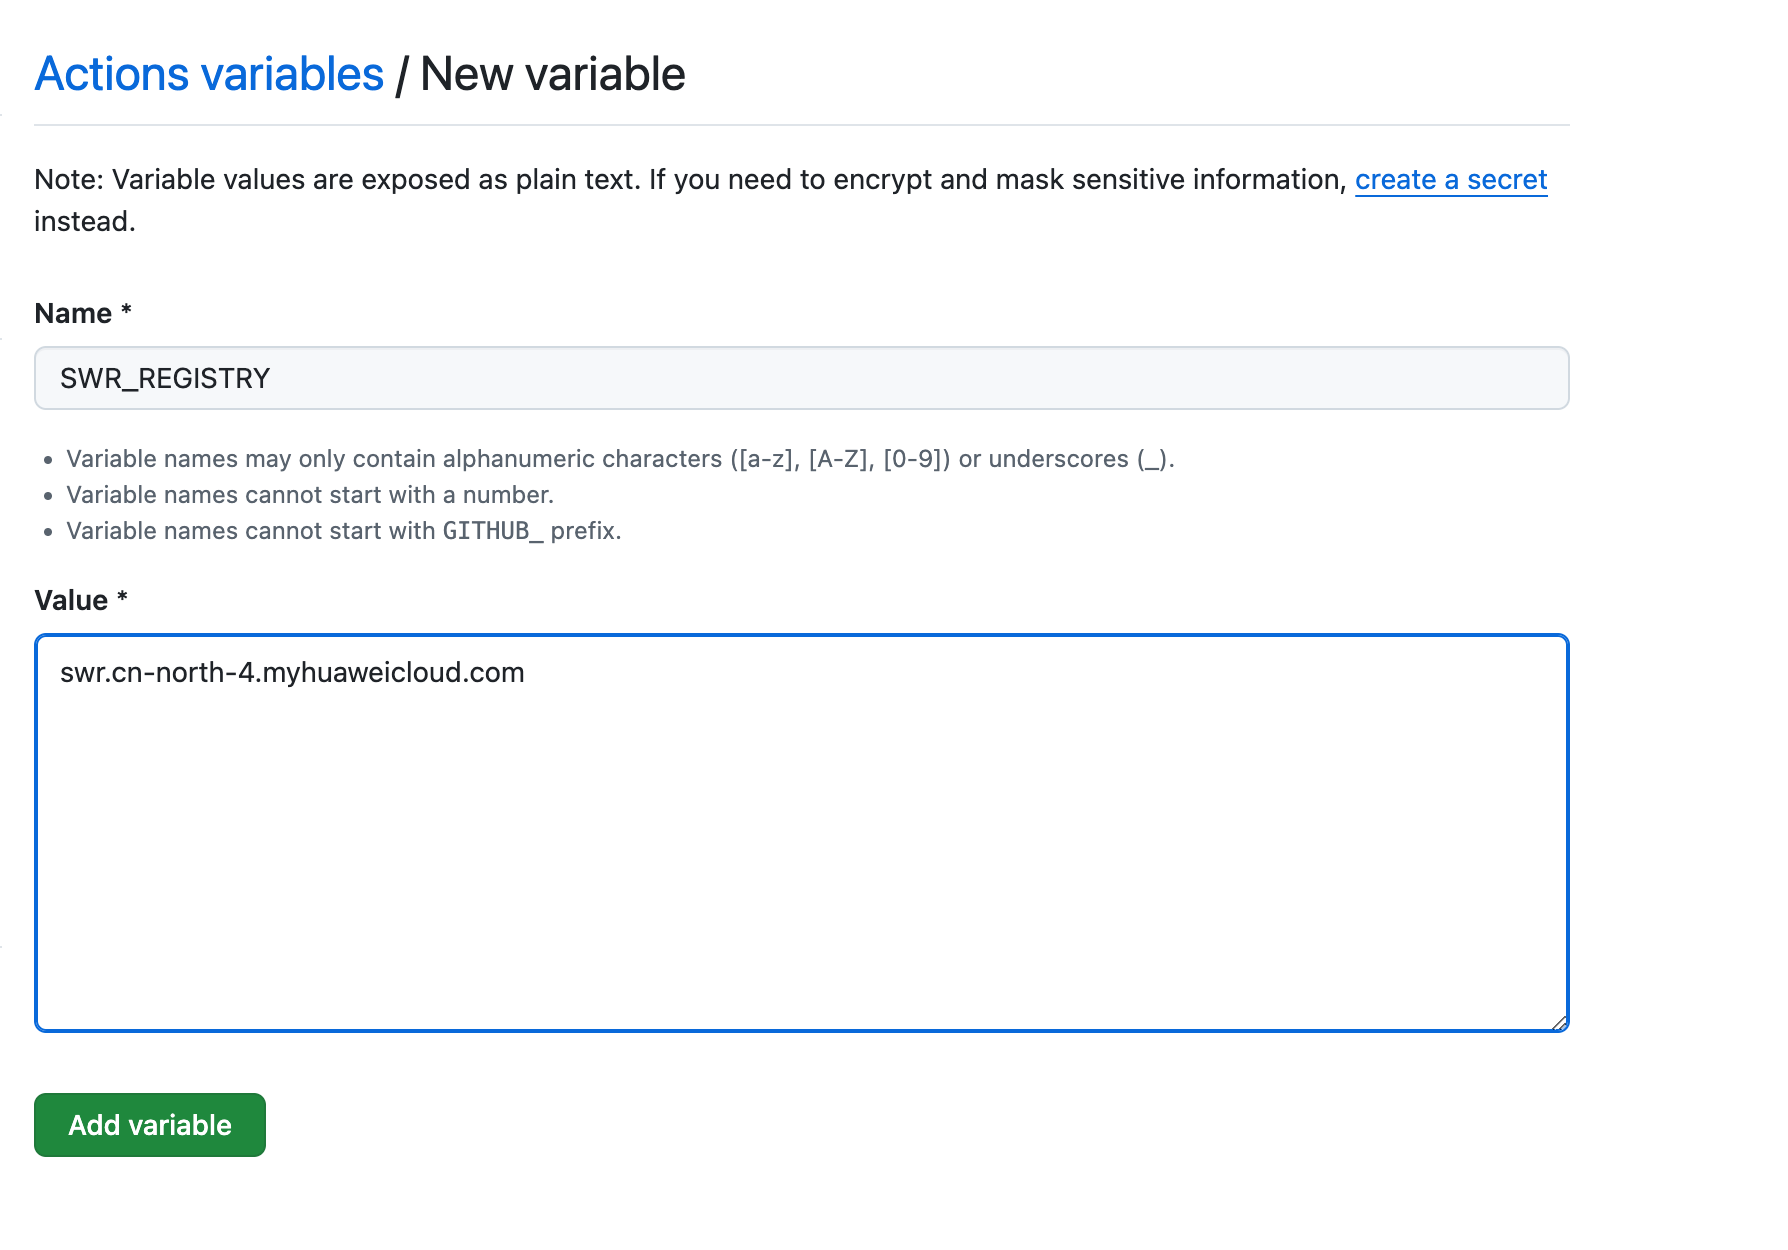 Actions variables / New variable
Note: Variable values are exposed as plain text. If you need to encrypt and mask sensitive information, create a secret
instead.
Name *
SWR_REGISTRY
• Variable names may only contain alphanumeric characters ([a-z], [A-Z], [0-9]) or underscores (_).
• Variable names cannot start with a number.
• Variable names cannot start with GITHUB_ prefix.
Value *
swr.cn-north-4.myhuaweicloud.com
Add variable